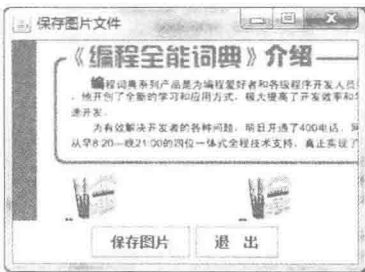 保存图片文件
《编程全能词典》介绍
编程词典系列产品是为编程爱好者和各级程序开发人员
，他开创了全新的学习和应用方式，极大提高了开发效率和
速开发.
为有效解决开发者的各种问题，明日开通了400电话，网
从早8:20—晚21:00的四位一体式全程技术支持，真正实现了
保存图片
退 出